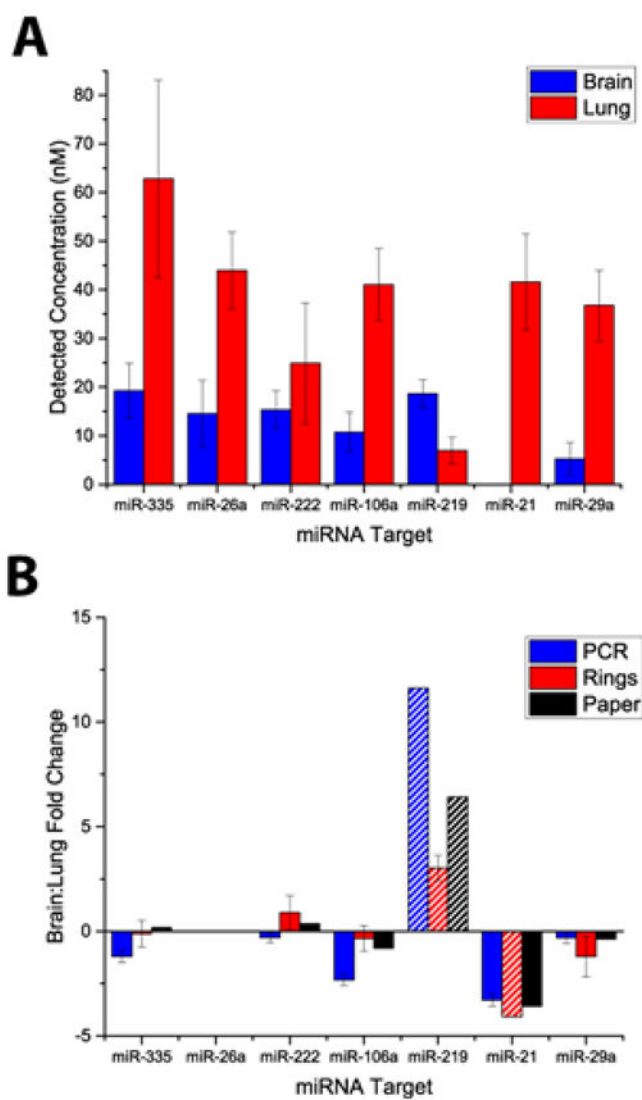 A
Brain
Lung
Detected Concentration (nM)
80
70
60
50
40
30
20
10
0
miR-335 miR-26a miR-222 miR-106a miR-219 miR-21 miR-29a
miRNA Target
B
PCR
Rings
Paper
Brain:Lung Fold Change
15
10
5
0
-5
miR-335 miR-26a miR-222 miR-106a miR-219 miR-21 miR-29a
miRNA Target